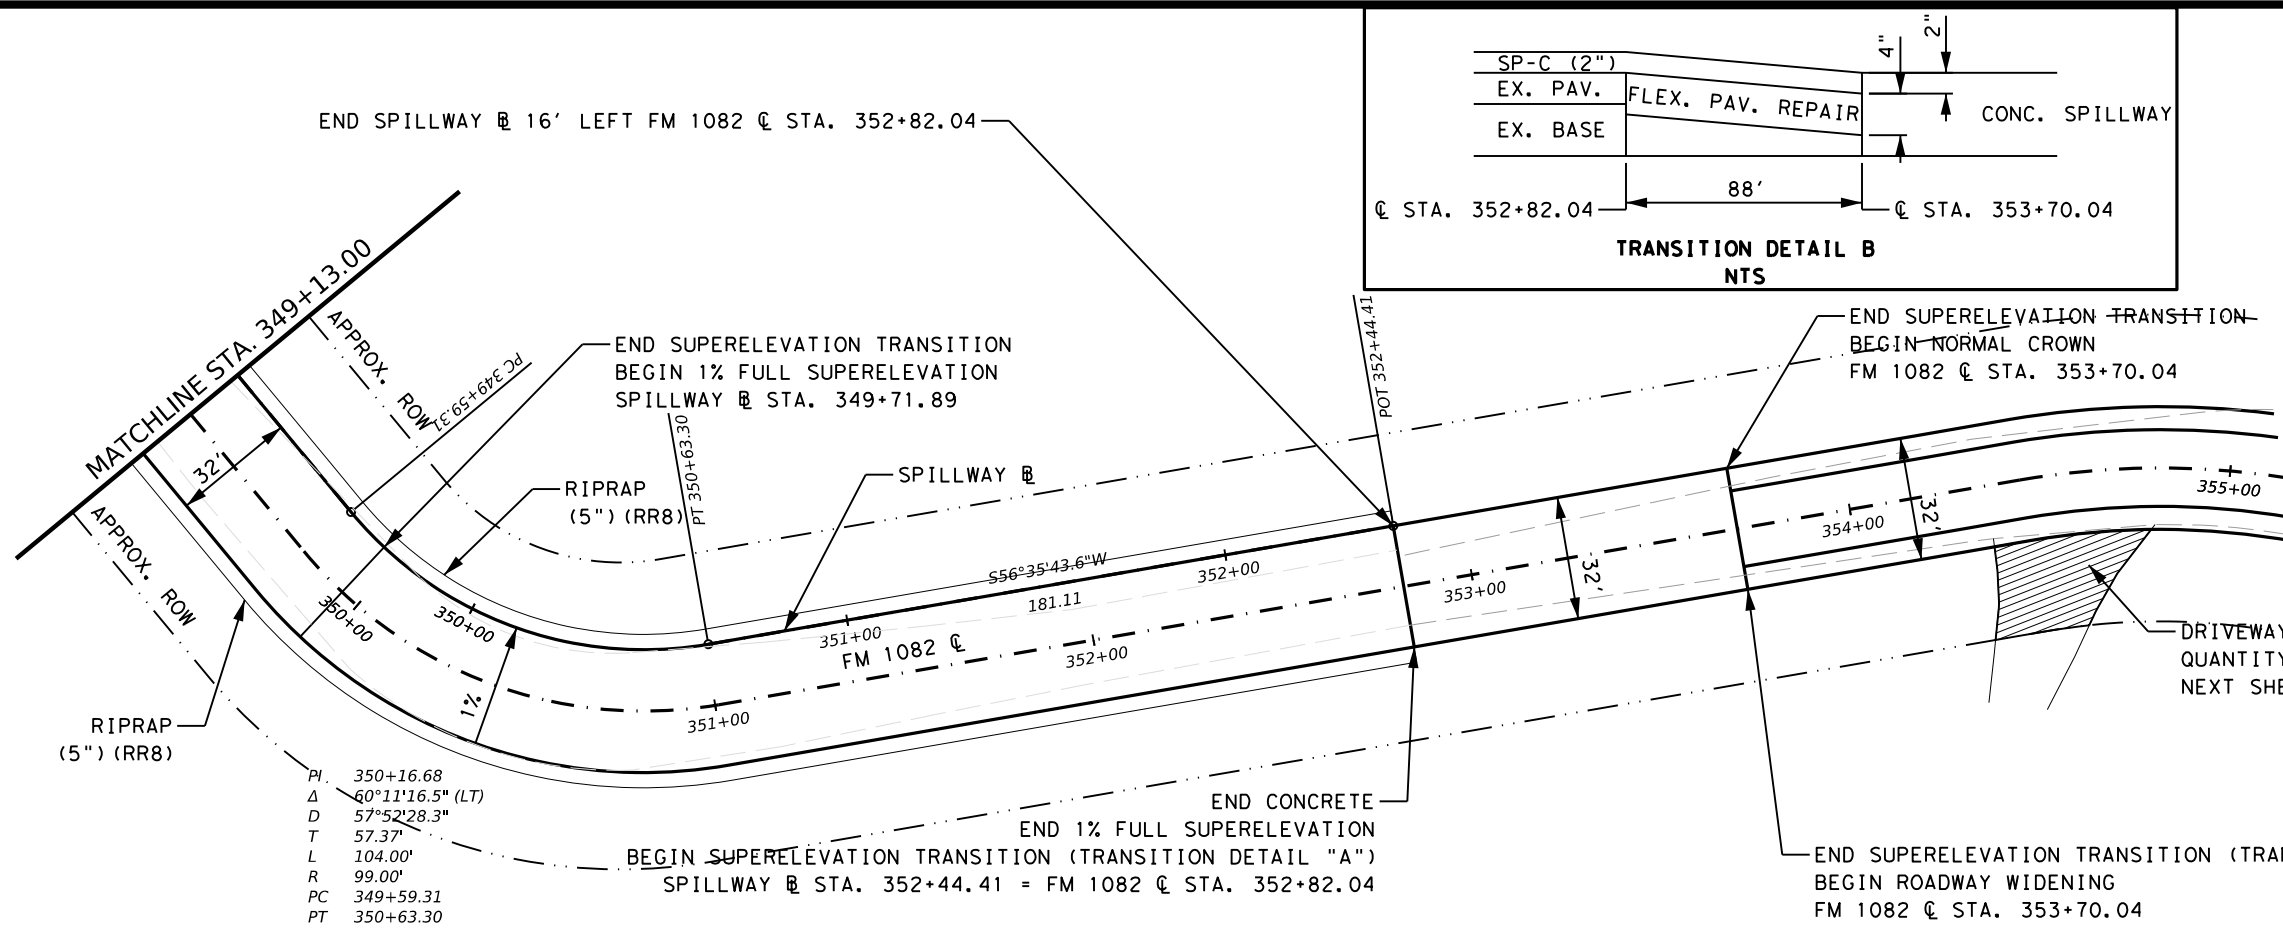 2"
4"
SP-C (2")
EX. PAV.
FLEX. PAV. REPAIR
EX. BASE
CONC. SPILLWAY
88'
℄ STA. 352+82.04
℄ STA. 353+70.04
TRANSITION DETAIL B
NTS
END SPILLWAY BL 16' LEFT FM 1082 ℄ STA. 352+82.04
MATCHLINE STA. 349+13.00
APPROX. ROW
PC 349+59.31
END SUPERELEVATION TRANSITION
BEGIN 1% FULL SUPERELEVATION
SPILLWAY BL STA. 349+71.89
POT 352+44.41
END SUPERELEVATION TRANSITION
BEGIN NORMAL CROWN
FM 1082 ℄ STA. 353+70.04
32'
RIPRAP
(5")(RR8)
PT 350+63.30
SPILLWAY BL
APPROX. ROW
350+00
350+00
S56°35'43.6"W
181.11
351+00
352+00
FM 1082 ℄
351+00
352+00
353+00
32'
354+00
32'
355+00
1%
RIPRAP
(5")(RR8)
DRIVEWAY
QUANTITY
NEXT SHE
PI 350+16.68
Δ 60°11'16.5" (LT)
D 57°52'28.3"
T 57.37'
L 104.00'
R 99.00'
PC 349+59.31
PT 350+63.30
END CONCRETE
END 1% FULL SUPERELEVATION
BEGIN SUPERELEVATION TRANSITION (TRANSITION DETAIL "A")
SPILLWAY BL STA. 352+44.41 = FM 1082 ℄ STA. 352+82.04
END SUPERELEVATION TRANSITION (TRA
BEGIN ROADWAY WIDENING
FM 1082 ℄ STA. 353+70.04